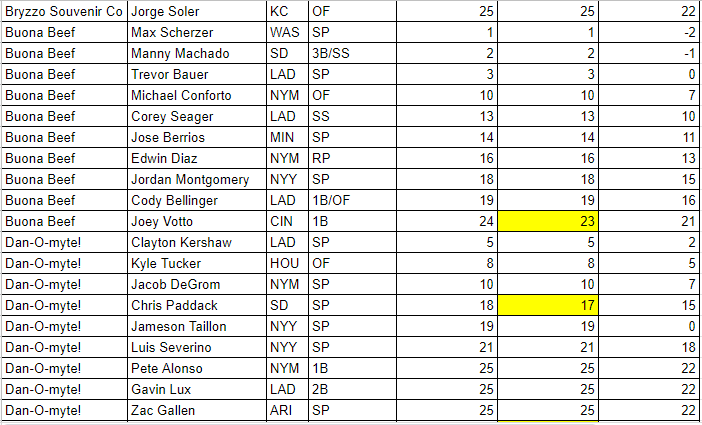 Bryzzo Souvenir Co Jorge Soler KC OF 25 25 22
Buona Beef Max Scherzer WAS SP 1 1 -2
Buona Beef Manny Machado SD 3B/SS 2 2 -1
Buona Beef Trevor Bauer LAD SP 3 3 0
Buona Beef Michael Conforto NYM OF 10 10 7
Buona Beef Corey Seager LAD SS 13 13 10
Buona Beef Jose Berrios MIN SP 14 14 11
Buona Beef Edwin Diaz NYM RP 16 16 13
Buona Beef Jordan Montgomery NYY SP 18 18 15
Buona Beef Cody Bellinger LAD 1B/OF 19 19 16
Buona Beef Joey Votto CIN 1B 24 23 21
Dan-O-myte! Clayton Kershaw LAD SP 5 5 2
Dan-O-myte! Kyle Tucker HOU OF 8 8 5
Dan-O-myte! Jacob DeGrom NYM SP 10 10 7
Dan-O-myte! Chris Paddack SD SP 18 17 15
Dan-O-myte! Jameson Taillon NYY SP 19 19 0
Dan-O-myte! Luis Severino NYY SP 21 21 18
Dan-O-myte! Pete Alonso NYM 1B 25 25 22
Dan-O-myte! Gavin Lux LAD 2B 25 25 22
Dan-O-myte! Zac Gallen ARI SP 25 25 22